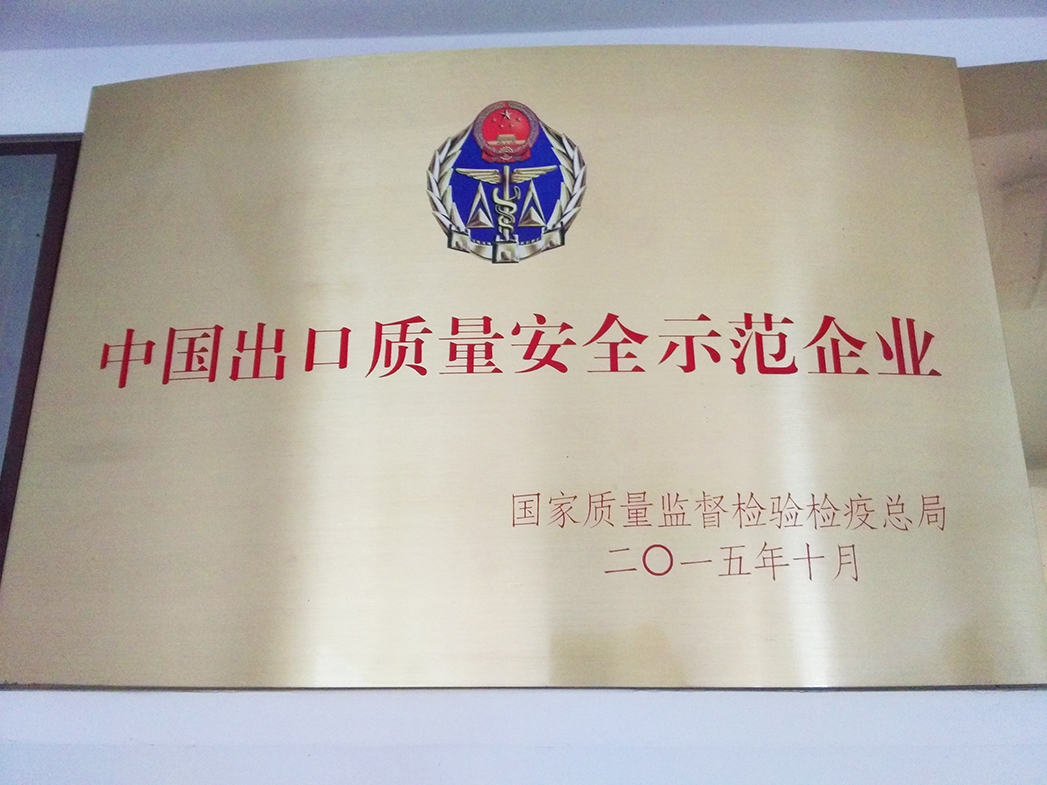 中国出口质量安全示范企业
国家质量监督检验检疫总局
二〇一五年十月